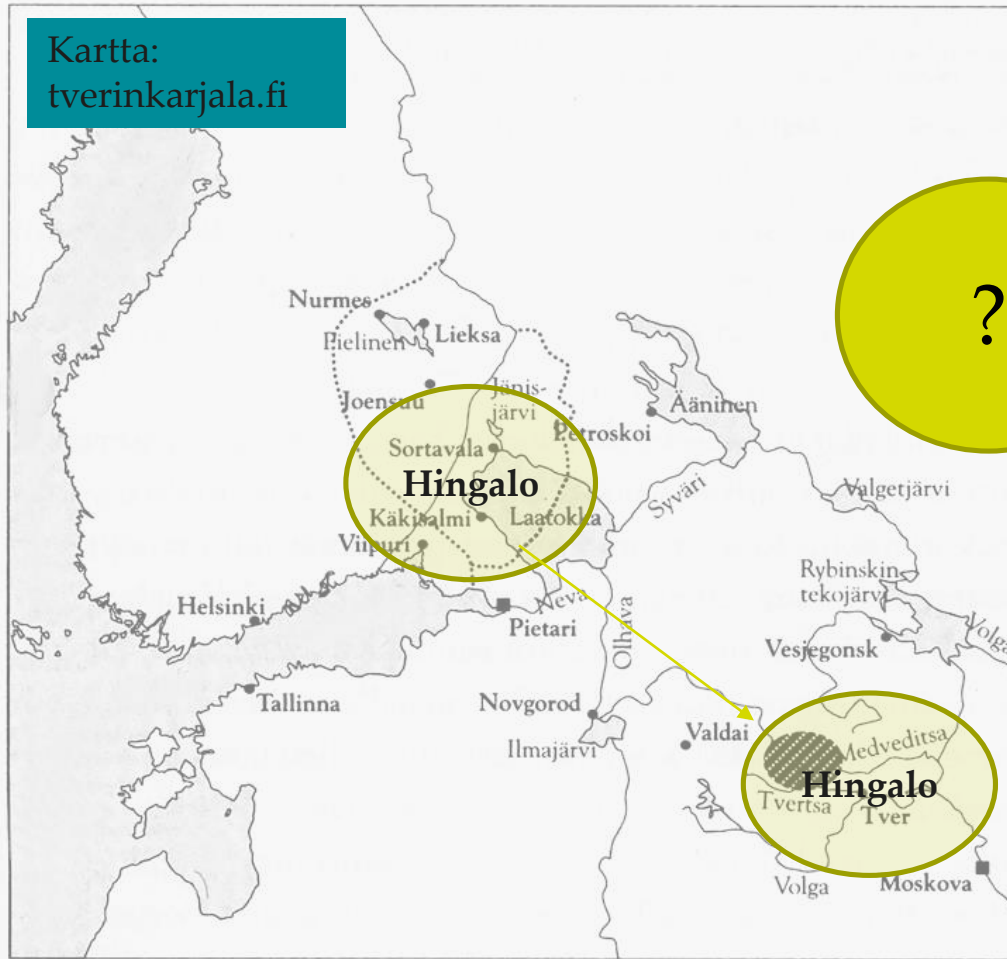 Kartta:
tverinkarjala.fi
?
Nurmes
Pielinen
Lieksa
Joensuu
Jänis-
järvi
Ääninen
Petroskoi
Sortavala
Hingalo
Syväri
Valgetjärvi
Käkisalmi
Laatokka
Viipuri
Rybinskin
tekojärvi
Neva
Helsinki
Pietari
Olhava
Volga
Vesjegonsk
Tallinna
Novgorod
Valdai
Ilmajärvi
Medveditsa
Hingalo
Tvertsa
Tver
Volga
Moskova